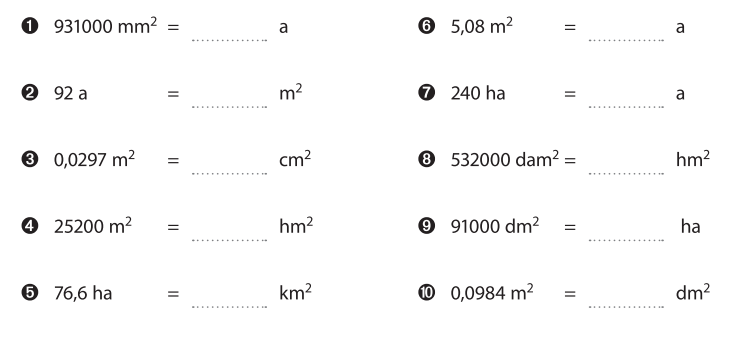 ❶ 931000 mm² = ............ a
❷ 92 a = ............ m²
❸ 0,0297 m² = ............ cm²
❹ 25200 m² = ............ hm²
❺ 76,6 ha = ............ km²
❻ 5,08 m² = ............ a
❼ 240 ha = ............ a
❽ 532000 dam² = ............ hm²
❾ 91000 dm² = ............ ha
❿ 0,0984 m² = ............ dm²